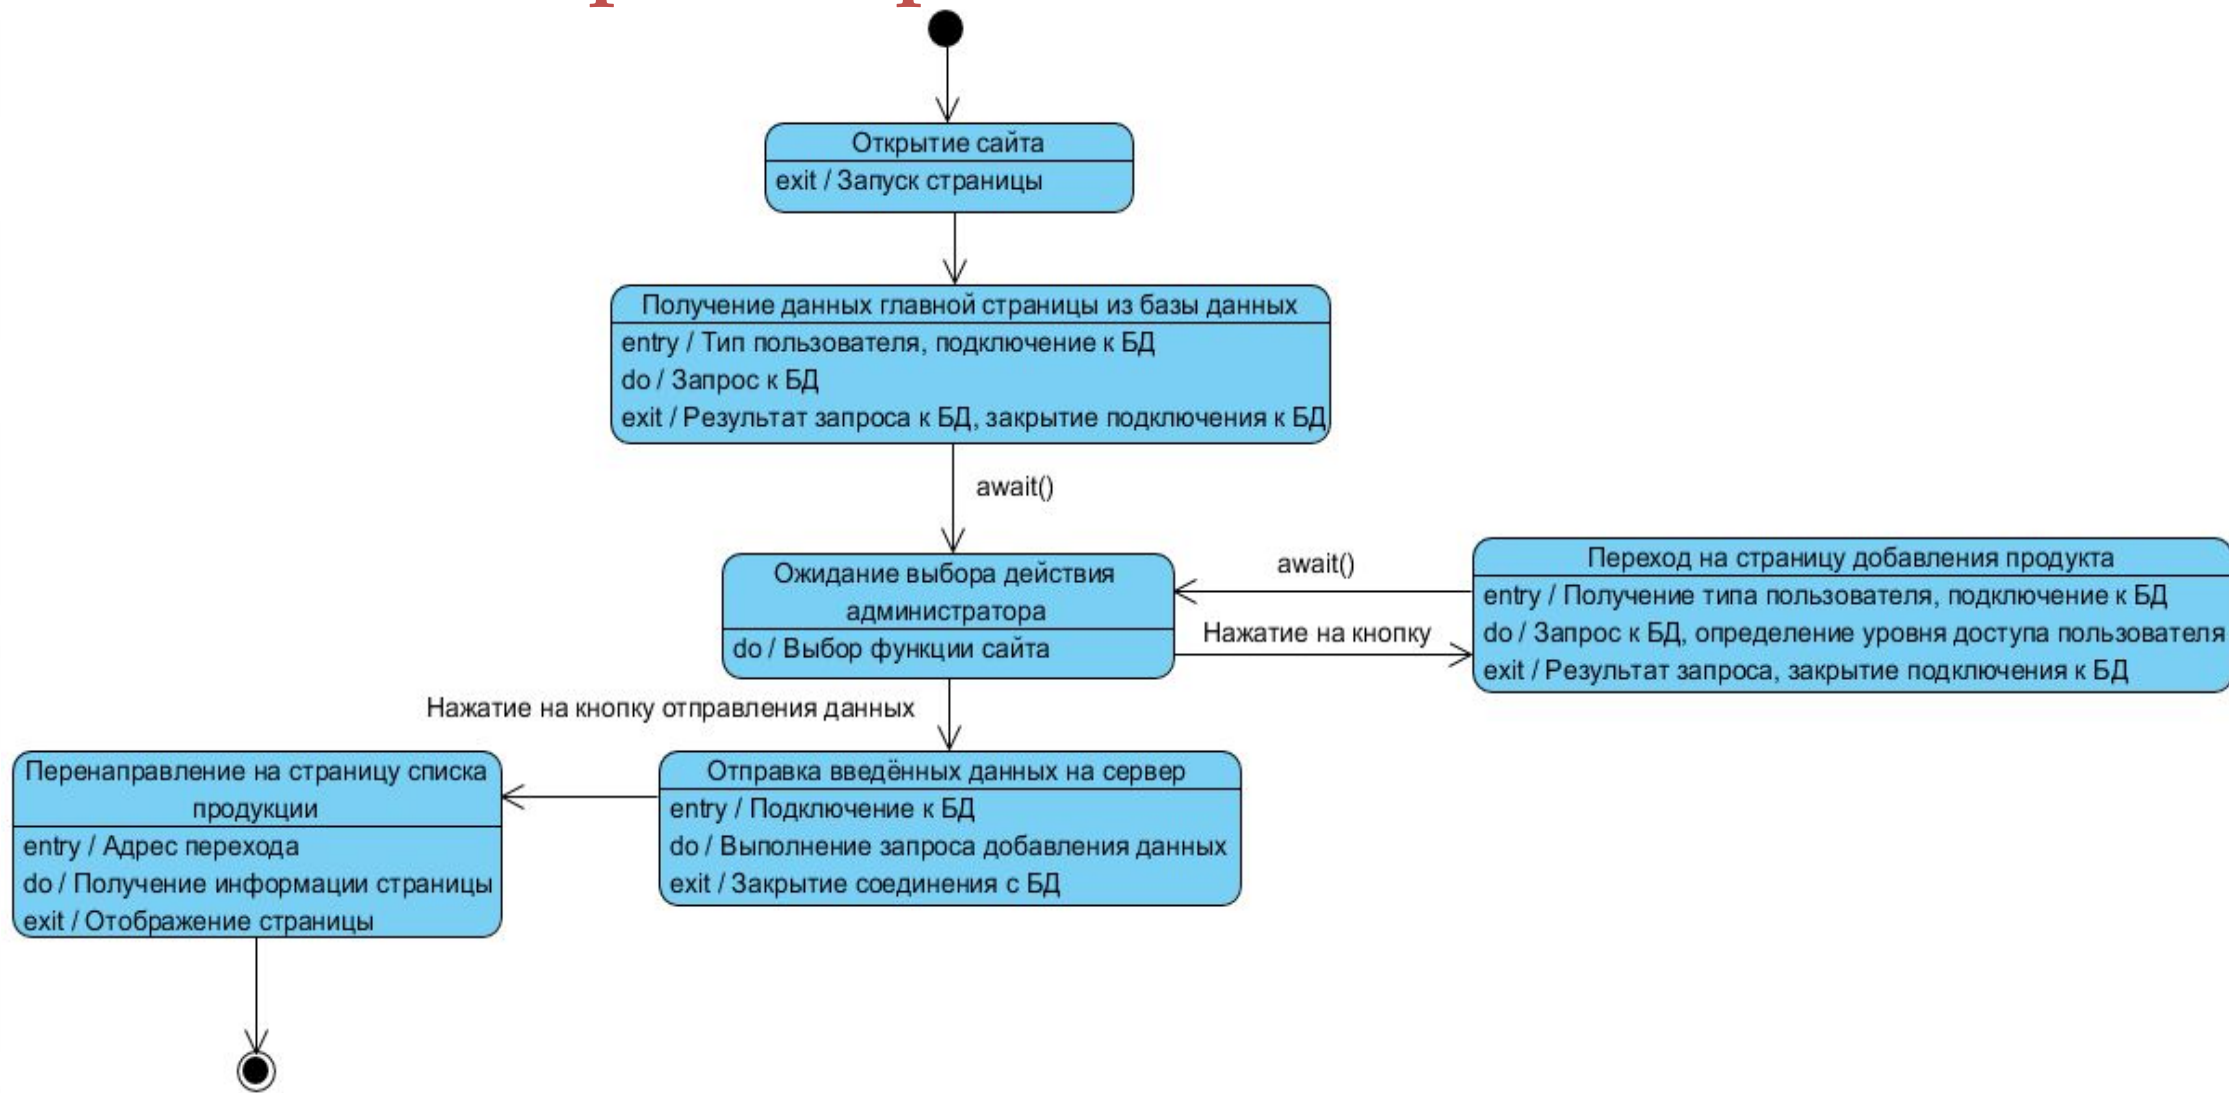 Открытие сайта
exit / Запуск страницы
Получение данных главной страницы из базы данных
entry / Тип пользователя, подключение к БД
do / Запрос к БД
exit / Результат запроса к БД, закрытие подключения к БД
await()
Ожидание выбора действия
администратора
do / Выбор функции сайта
await()
Нажатие на кнопку
Переход на страницу добавления продукта
entry / Получение типа пользователя, подключение к БД
do / Запрос к БД, определение уровня доступа пользователя
exit / Результат запроса, закрытие подключения к БД
Нажатие на кнопку отправления данных
Отправка введённых данных на сервер
entry / Подключение к БД
do / Выполнение запроса добавления данных
exit / Закрытие соединения с БД
Перенаправление на страницу списка
продукции
entry / Адрес перехода
do / Получение информации страницы
exit / Отображение страницы